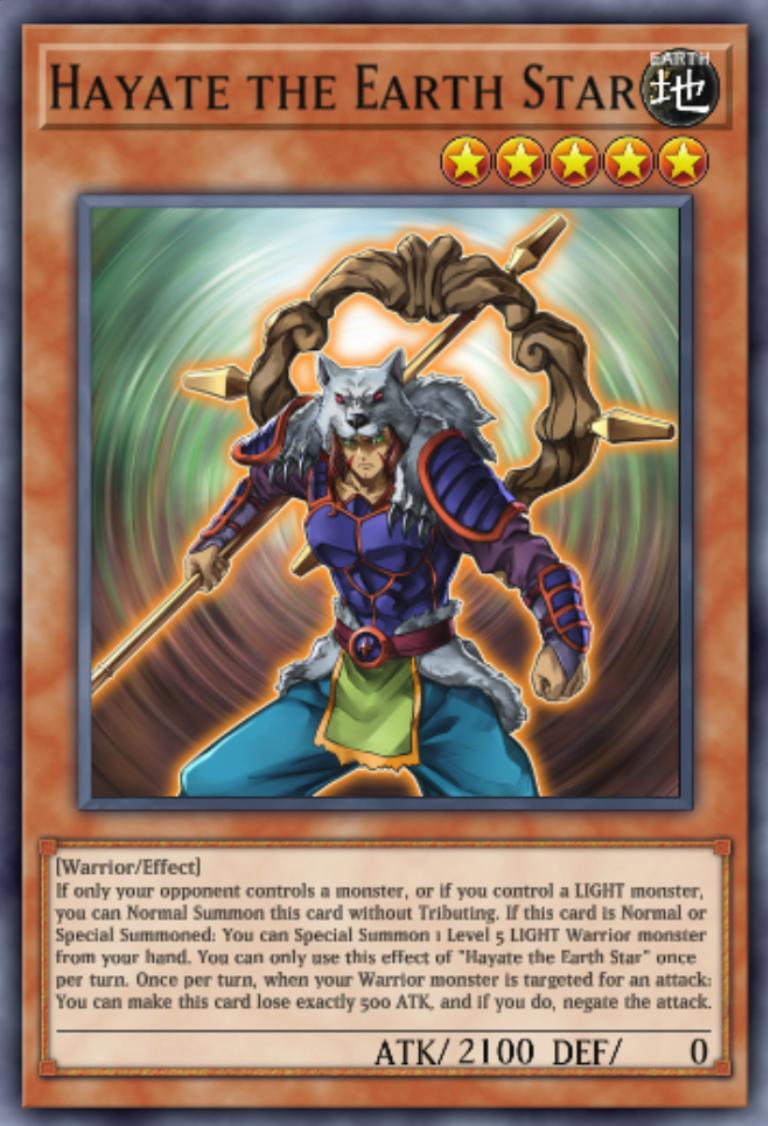 Hayate the Earth Star
EARTH
地
[Warrior/Effect]
If only your opponent controls a monster, or if you control a LIGHT monster,
you can Normal Summon this card without Tributing. If this card is Normal or
Special Summoned: You can Special Summon 1 Level 5 LIGHT Warrior monster
from your hand. You can only use this effect of "Hayate the Earth Star" once
per turn. Once per turn, when your Warrior monster is targeted for an attack:
You can make this card lose exactly 500 ATK, and if you do, negate the attack.
ATK/ 2100 DEF/ 0